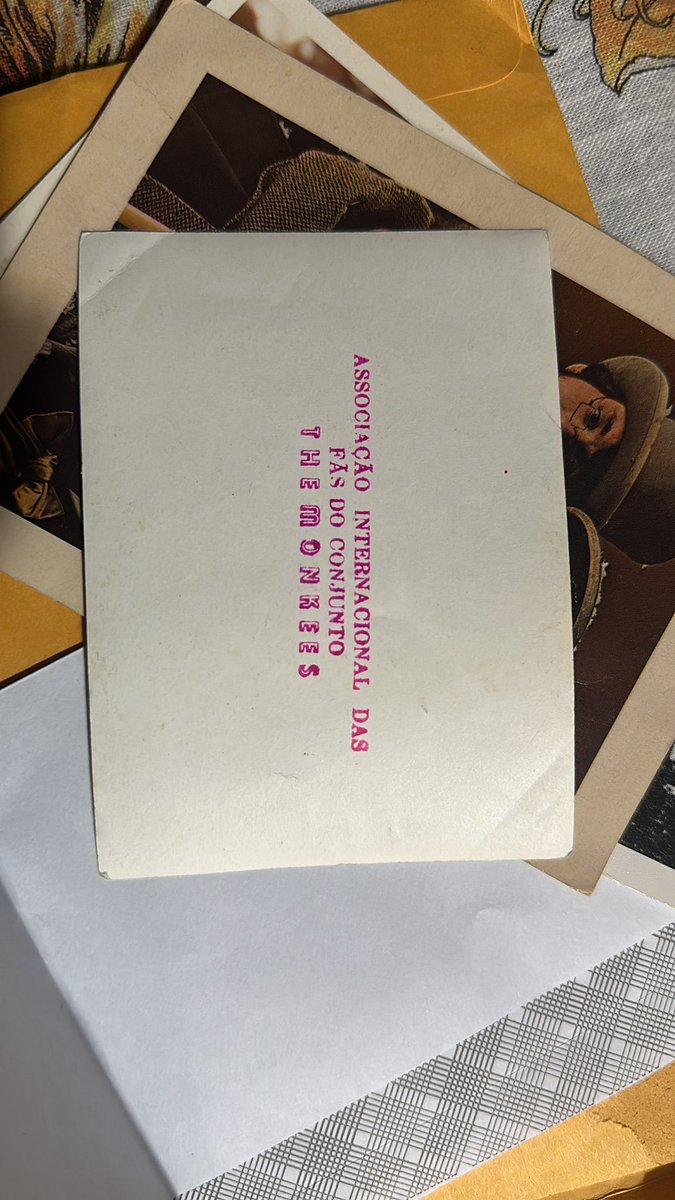 ASSOCIAÇÃO INTERNACIONAL DAS
FÃS DO CONJUNTO
THE MONKEES